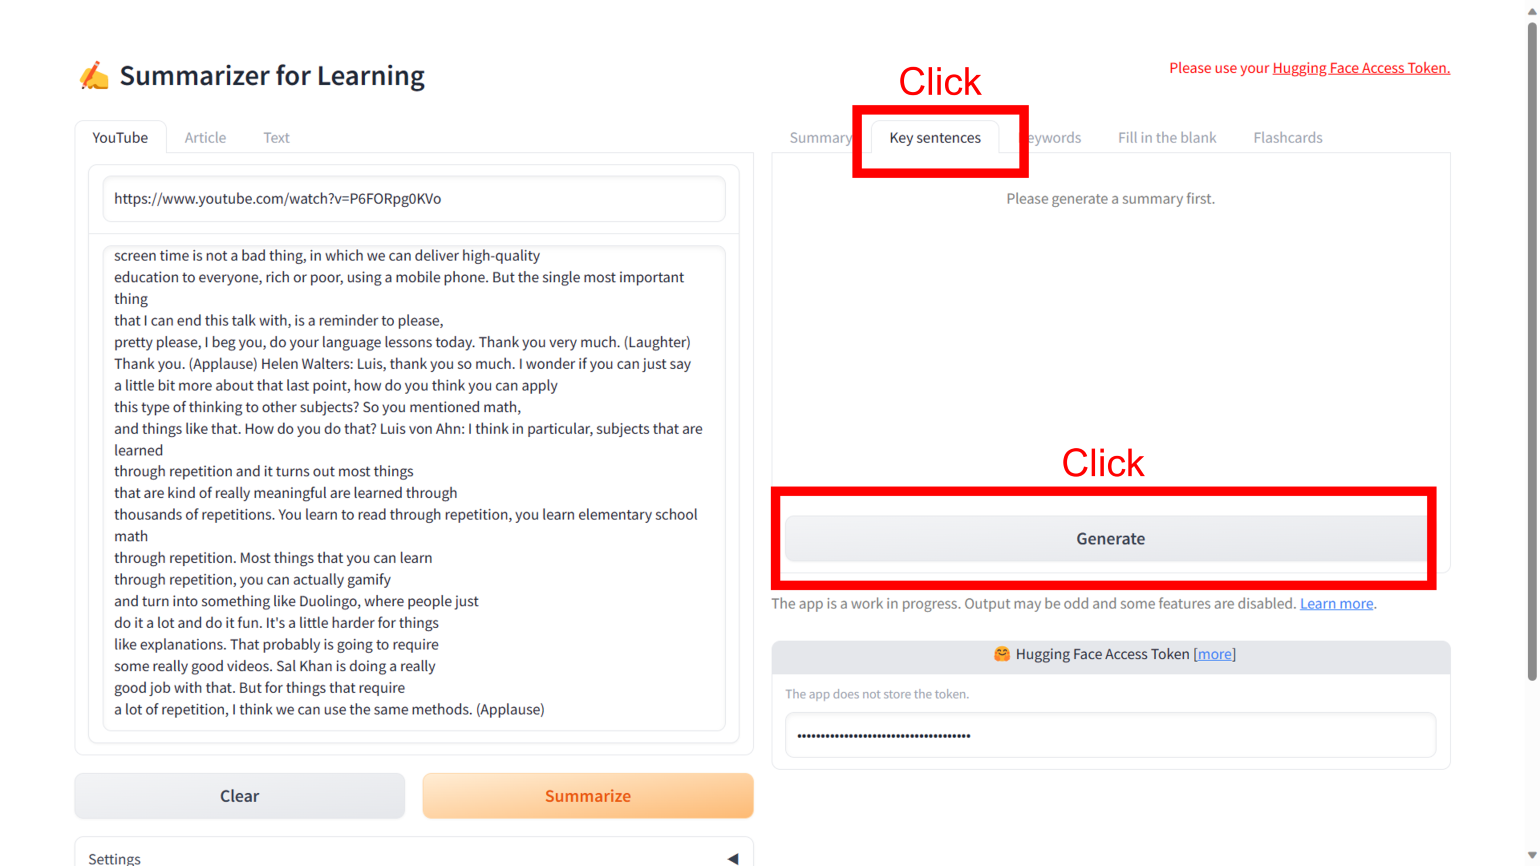 ✍️ Summarizer for Learning
Please use your Hugging Face Access Token.
Click
YouTube
Article
Text
https://www.youtube.com/watch?v=P6FORpg0KVo
screen time is not a bad thing, in which we can deliver high-quality
education to everyone, rich or poor, using a mobile phone. But the single most important
thing
that I can end this talk with, is a reminder to please,
pretty please, I beg you, do your language lessons today. Thank you very much. (Laughter)
Thank you. (Applause) Helen Walters: Luis, thank you so much. I wonder if you can just say
a little bit more about that last point, how do you think you can apply
this type of thinking to other subjects? So you mentioned math,
and things like that. How do you do that? Luis von Ahn: I think in particular, subjects that are
learned
through repetition and it turns out most things
that are kind of really meaningful are learned through
thousands of repetitions. You learn to read through repetition, you learn elementary school
math
through repetition. Most things that you can learn
through repetition, you can actually gamify
and turn into something like Duolingo, where people just
do it a lot and do it fun. It's a little harder for things
like explanations. That probably is going to require
some really good videos. Sal Khan is doing a really
good job with that. But for things that require
a lot of repetition, I think we can use the same methods. (Applause)
Clear
Summarize
Settings
Summary
Key sentences
eywords
Fill in the blank
Flashcards
Please generate a summary first.
Click
Generate
The app is a work in progress. Output may be odd and some features are disabled. Learn more.
🤗 Hugging Face Access Token [more]
The app does not store the token.